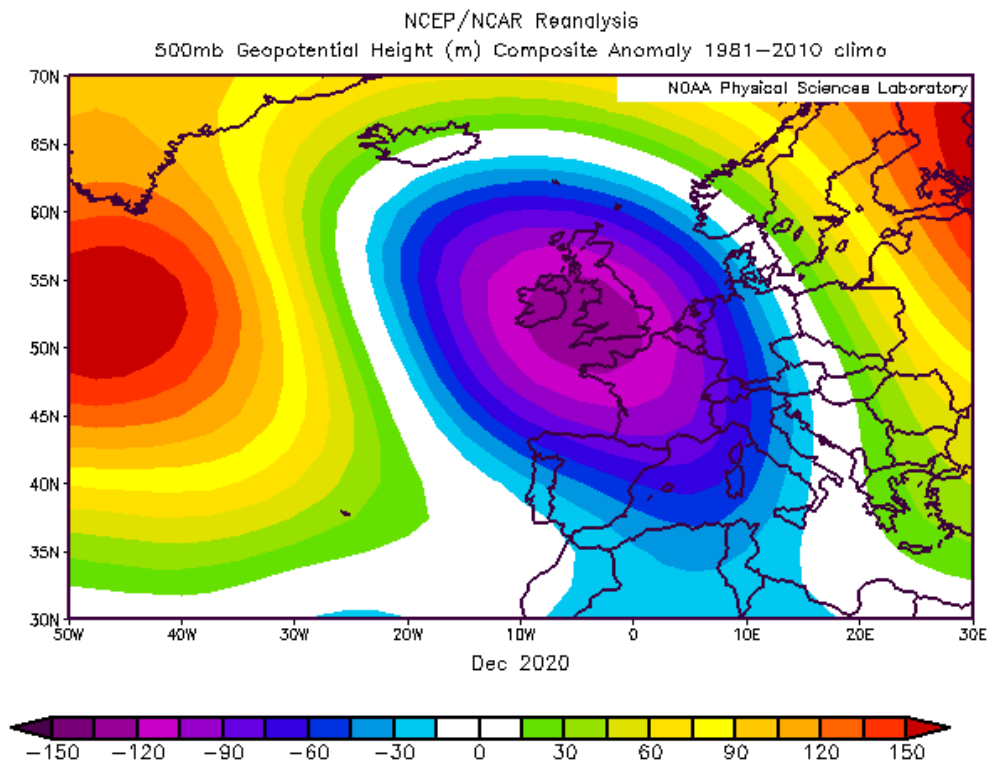 NCEP/NCAR Reanalysis
500mb Geopotential Height (m) Composite Anomaly 1981−2010 climo
NOAA Physical Sciences Laboratory
70N
65N
60N
55N
50N
45N
40N
35N
30N
50W 40W 30W 20W 10W 0 10E 20E 30E
Dec 2020
−150 −120 −90 −60 −30 0 30 60 90 120 150